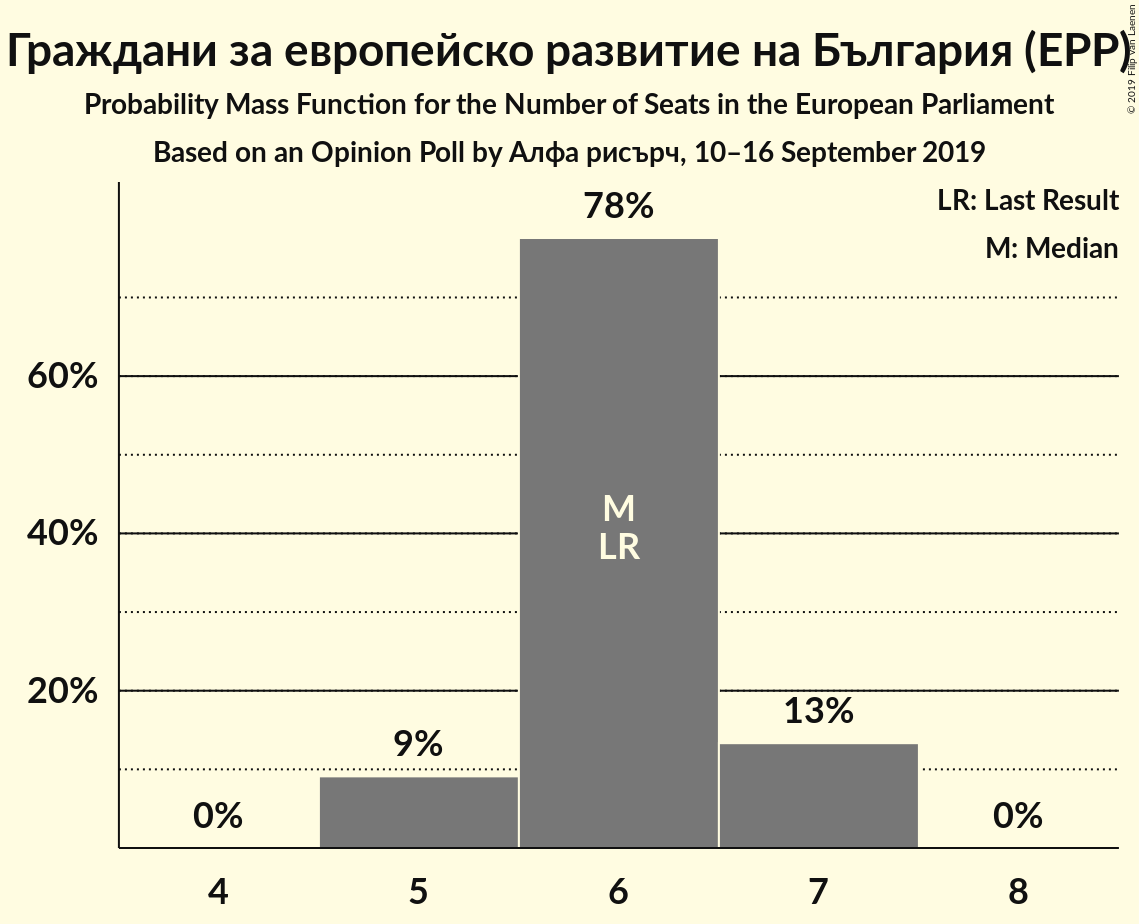 Граждани за европейско развитие на България (EPP)
© 2019 Filip van Laenen
Probability Mass Function for the Number of Seats in the European Parliament
Based on an Opinion Poll by Алфа рисърч, 10–16 September 2019
LR: Last Result
M: Median
78%
60%
M
40%
LR
20%
13%
9%
0%
0%
4 5 6 7 8